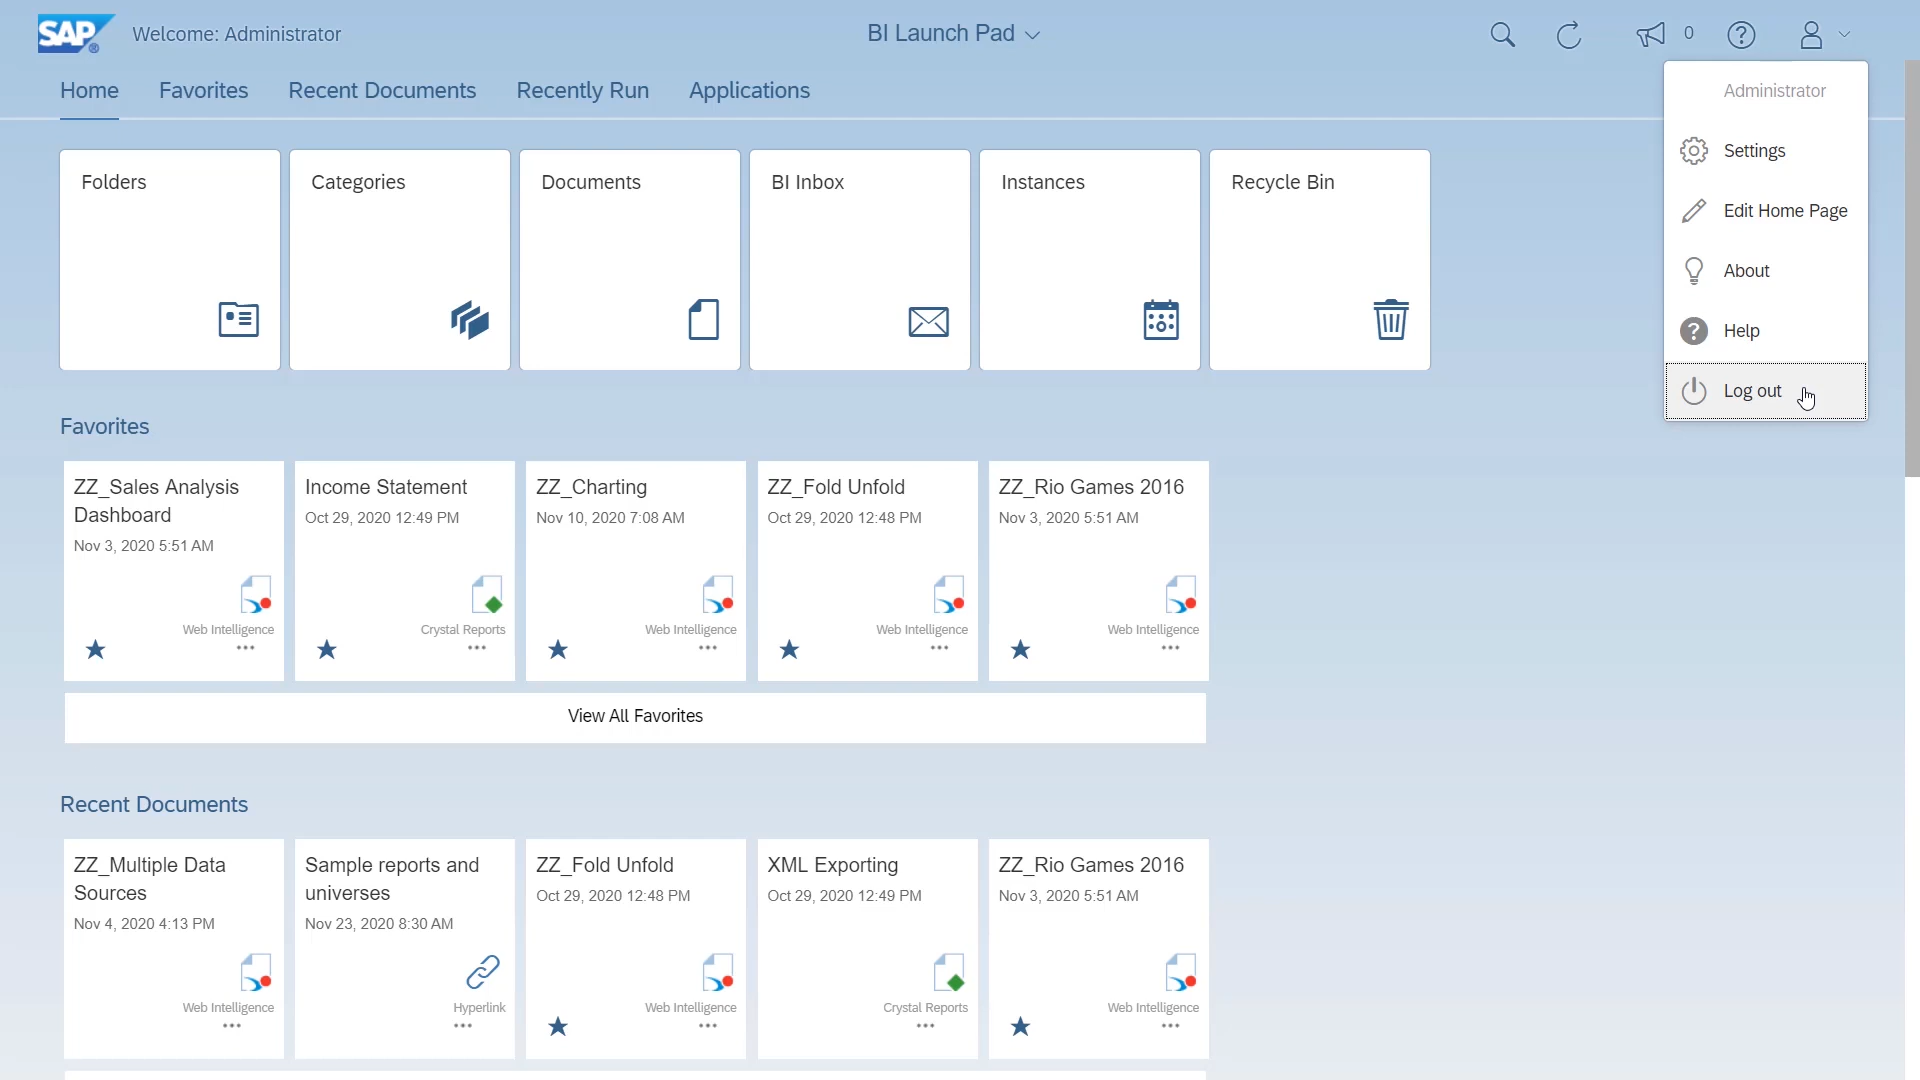 SAP®
Welcome: Administrator
BI Launch Pad
0
?
Home
Favorites
Recent Documents
Recently Run
Applications
Administrator
Settings
Edit Home Page
About
? Help
Log out
Folders
Categories
Documents
BI Inbox
Instances
Recycle Bin
Favorites
ZZ_Sales Analysis
Dashboard
Nov 3, 2020 5:51 AM
Web Intelligence
Income Statement
Oct 29, 2020 12:49 PM
Crystal Reports
ZZ_Charting
Nov 10, 2020 7:08 AM
Web Intelligence
ZZ_Fold Unfold
Oct 29, 2020 12:48 PM
Web Intelligence
ZZ_Rio Games 2016
Nov 3, 2020 5:51 AM
Web Intelligence
View All Favorites
Recent Documents
ZZ_Multiple Data
Sources
Nov 4, 2020 4:13 PM
Web Intelligence
Sample reports and
universes
Nov 23, 2020 8:30 AM
Hyperlink
ZZ_Fold Unfold
Oct 29, 2020 12:48 PM
Web Intelligence
XML Exporting
Oct 29, 2020 12:49 PM
Crystal Reports
ZZ_Rio Games 2016
Nov 3, 2020 5:51 AM
Web Intelligence